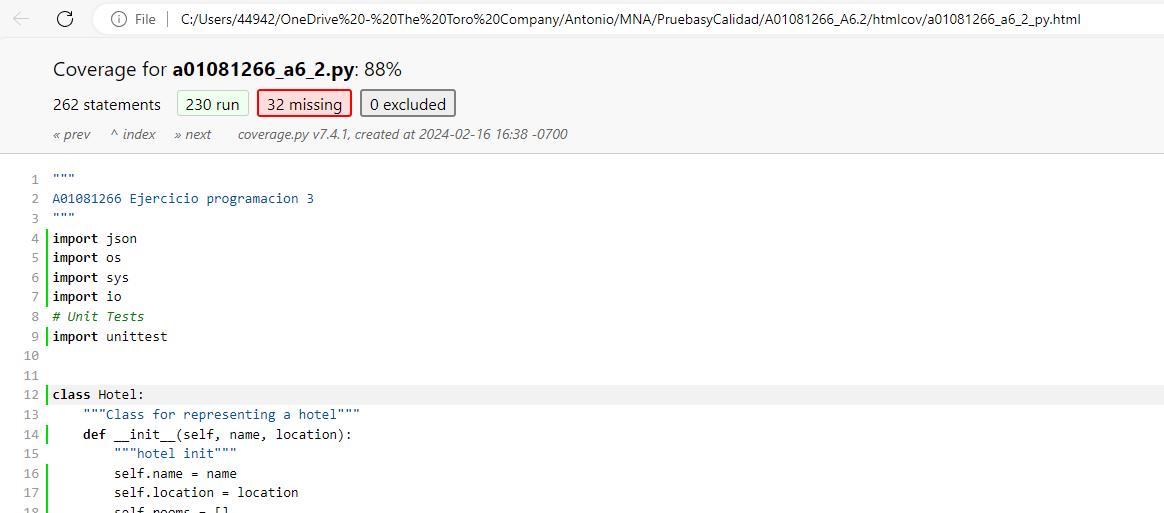 File C:/Users/44942/OneDrive%20-%20The%20Toro%20Company/Antonio/MNA/PruebasyCalidad/A01081266_A6.2/htmlcov/a01081266_a6_2_py.html
Coverage for a01081266_a6_2.py: 88%
262 statements 230 run 32 missing 0 excluded
« prev ^ index » next coverage.py v7.4.1, created at 2024-02-16 16:38 -0700
1 """
2 A01081266 Ejercicio programacion 3
3 """
4 import json
5 import os
6 import sys
7 import io
8 # Unit Tests
9 import unittest
10
11
12 class Hotel:
13     """Class for representing a hotel"""
14     def __init__(self, name, location):
15         """hotel init"""
16         self.name = name
17         self.location = location
18         self.rooms = []